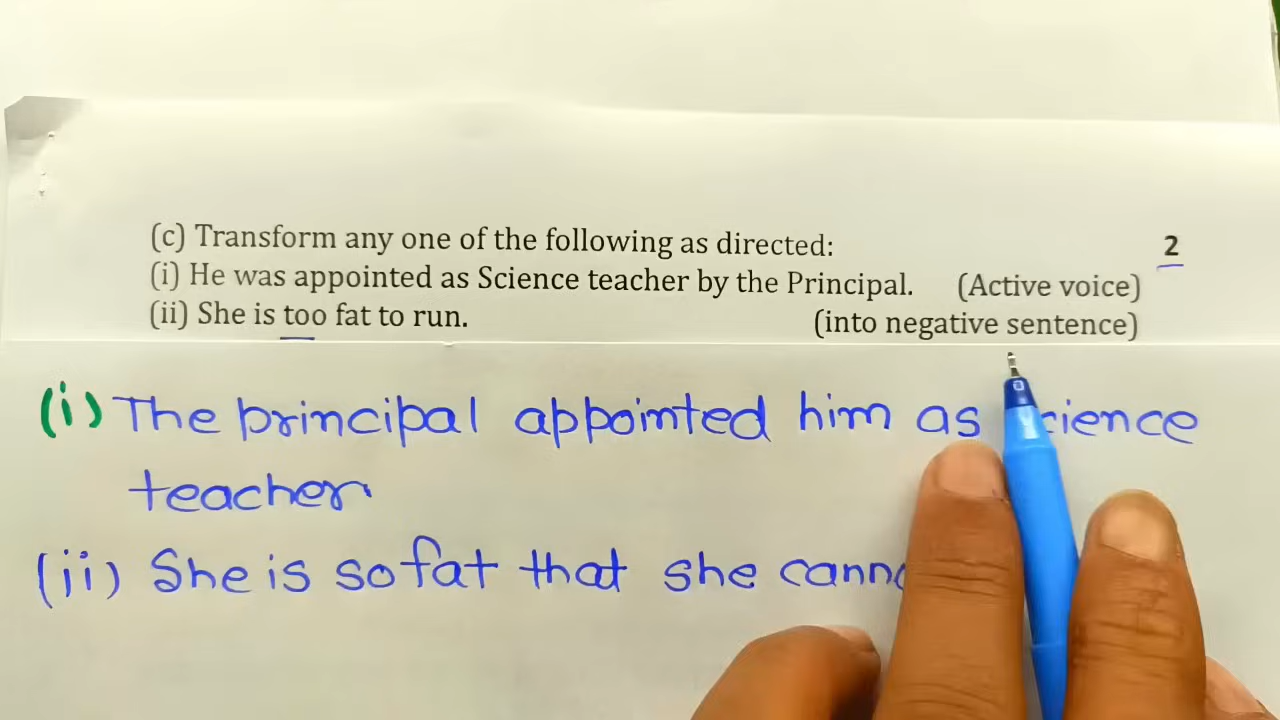 (c) Transform any one of the following as directed: 2
(i) He was appointed as Science teacher by the Principal. (Active voice)
(ii) She is too fat to run. (into negative sentence)
(i) The principal appointed him as
teacher
(ii) She is so fat that she